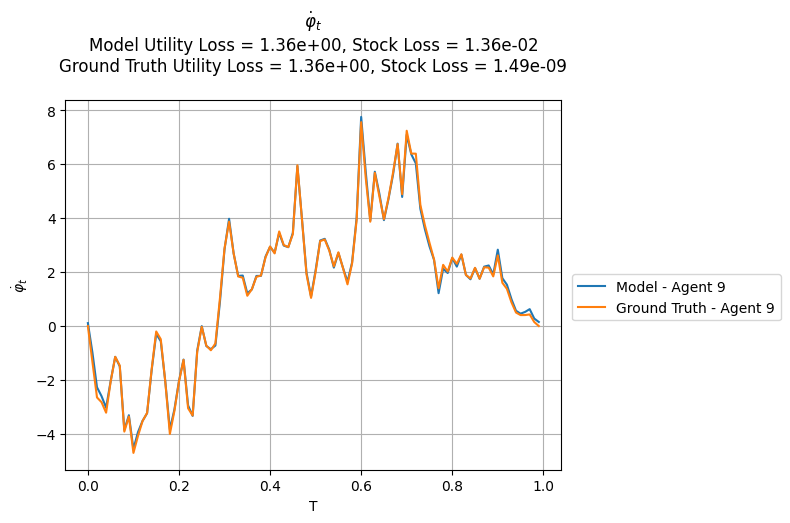 φ̇_t
Model Utility Loss = 1.36e+00, Stock Loss = 1.36e-02
Ground Truth Utility Loss = 1.36e+00, Stock Loss = 1.49e-09
8
6
4
2
0
−2
−4
φ̇_t
0.0 0.2 0.4 0.6 0.8 1.0
T
Model - Agent 9
Ground Truth - Agent 9